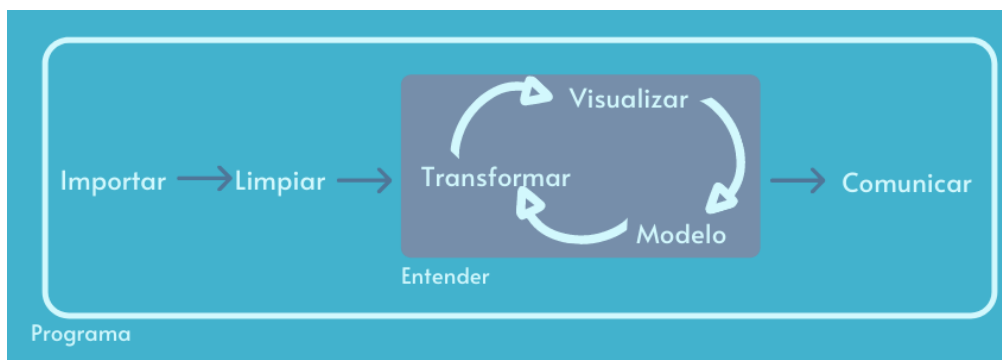 Visualizar
Importar
Limpiar
Transformar
Comunicar
Modelo
Entender
Programa